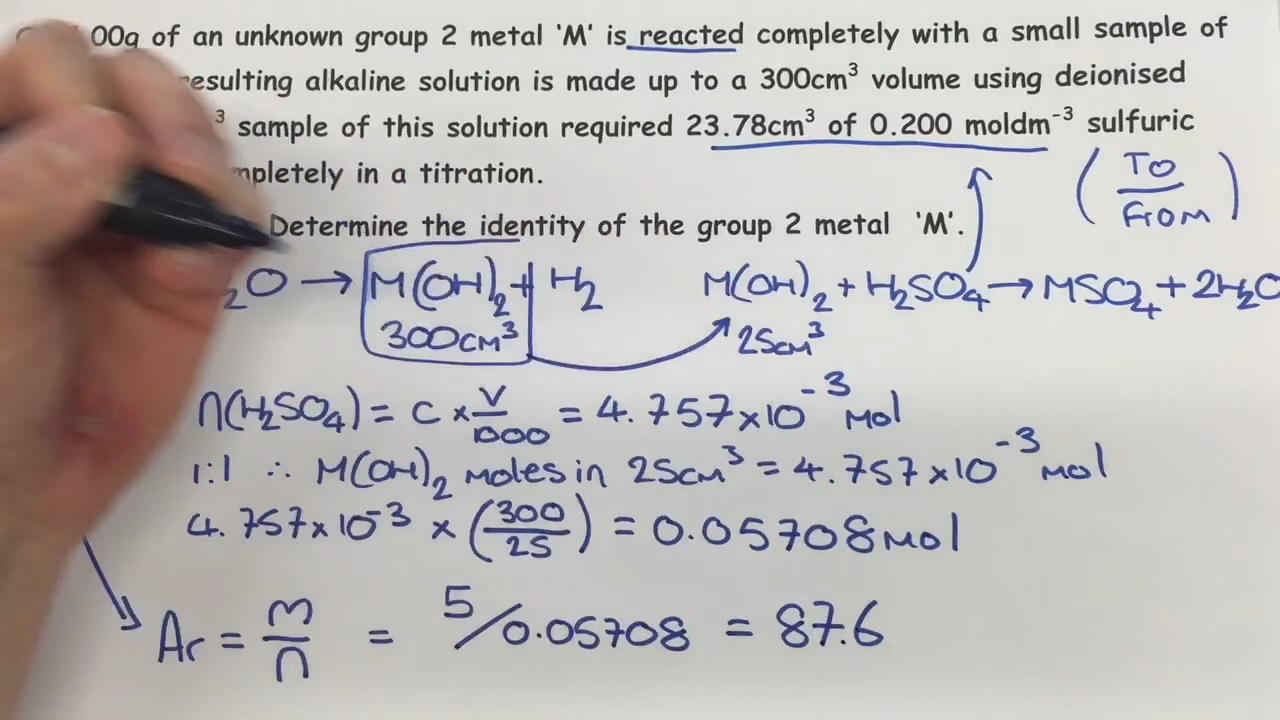 00g of an unknown group 2 metal 'M' is reacted completely with a small sample of
resulting alkaline solution is made up to a 300cm³ volume using deionised
³ sample of this solution required 23.78cm³ of 0.200 moldm⁻³ sulfuric
completely in a titration.
Determine the identity of the group 2 metal 'M'.
(TO/FROM)
₂O → M(OH)₂ + H₂ M(OH)₂ + H₂SO₄ → MSO₄ + 2H₂O
300cm³ 25cm³
n(H₂SO₄) = C × V/1000 = 4.757×10⁻³ mol
1:1 ∴ M(OH)₂ moles in 25cm³ = 4.757×10⁻³ mol
4.757×10⁻³ × (300/25) = 0.05708 mol
Ar = m/n = 5/0.05708 = 87.6